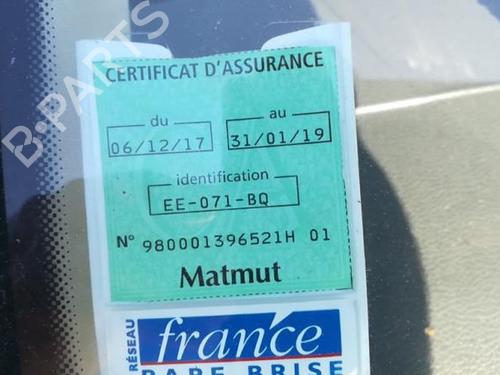 CERTIFICAT D'ASSURANCE
du au
06/12/17 31/01/19
identification
EE-071-BQ
N° 980001396521H 01
Matmut
RÉSEAU
france
PARE BRISE
B-PARTS